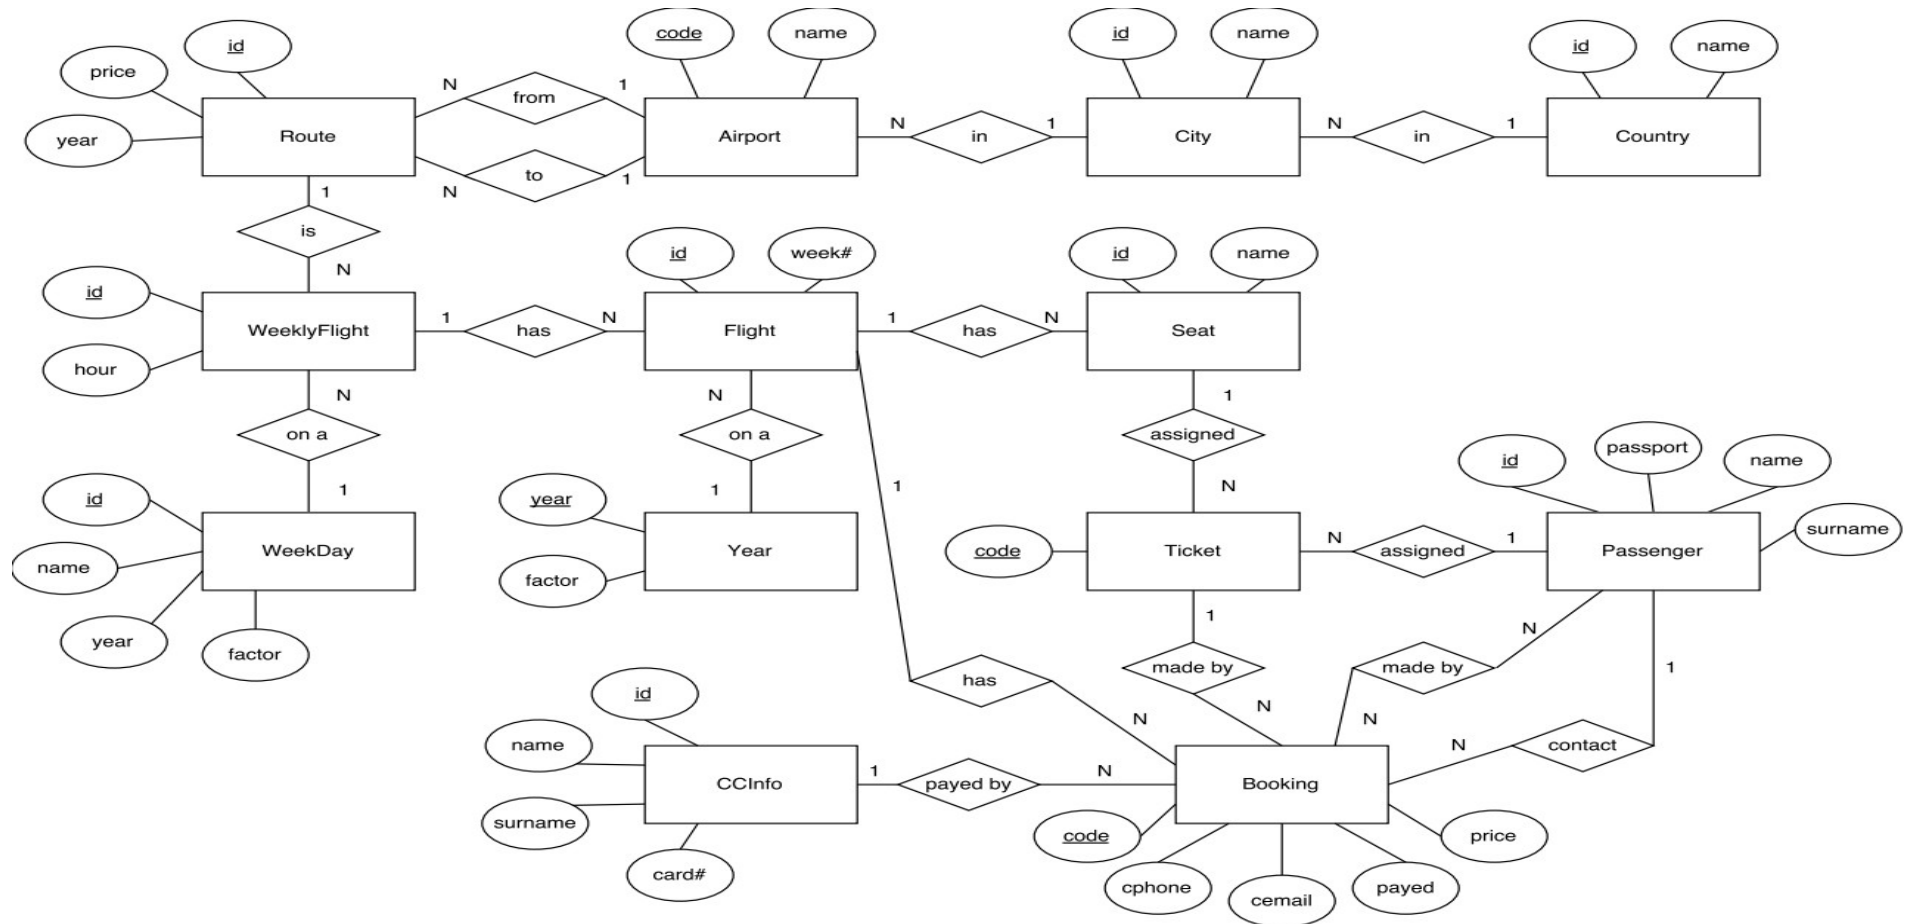 id
code
name
id
name
id
name
price
year
N
from
1
Route
Airport
N
in
1
City
N
in
1
Country
N
to
1
1
is
N
id
week#
id
name
id
hour
WeeklyFlight
1
has
N
Flight
1
has
N
Seat
N
on a
1
N
on a
1
1
assigned
N
1
id
passport
name
surname
id
name
year
factor
WeekDay
year
factor
Year
code
Ticket
N
assigned
1
Passenger
1
made by
N
N
made by
N
1
contact
N
has
N
id
name
surname
card#
CCInfo
1
payed by
N
Booking
code
cphone
cemail
payed
price